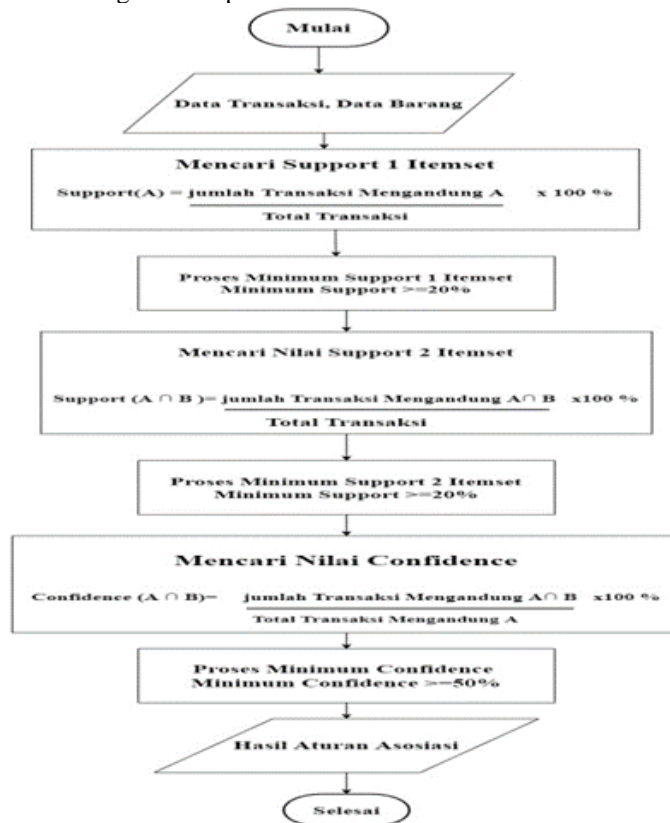 Mulai
Data Transaksi, Data Barang
Mencari Support 1 Itemset
Support(A) = jumlah Transaksi Mengandung A x 100 %
Total Transaksi
Proses Minimum Support 1 Itemset
Minimum Support >=20%
Mencari Nilai Support 2 Itemset
Support (A ∩ B )= jumlah Transaksi Mengandung A∩ B x100 %
Total Transaksi
Proses Minimum Support 2 Itemset
Minimum Support >=20%
Mencari Nilai Confidence
Confidence (A ∩ B)= jumlah Transaksi Mengandung A∩ B x100 %
Total Transaksi Mengandung A
Proses Minimum Confidence
Minimum Confidence >=50%
Hasil Aturan Asosiasi
Selesai